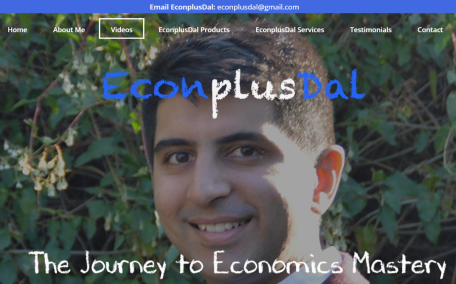 Email EconplusDal: econplusdal@gmail.com
Home About Me Videos EconplusDal Products EconplusDal Services Testimonials Contact
EconplusDal
The Journey to Economics Mastery